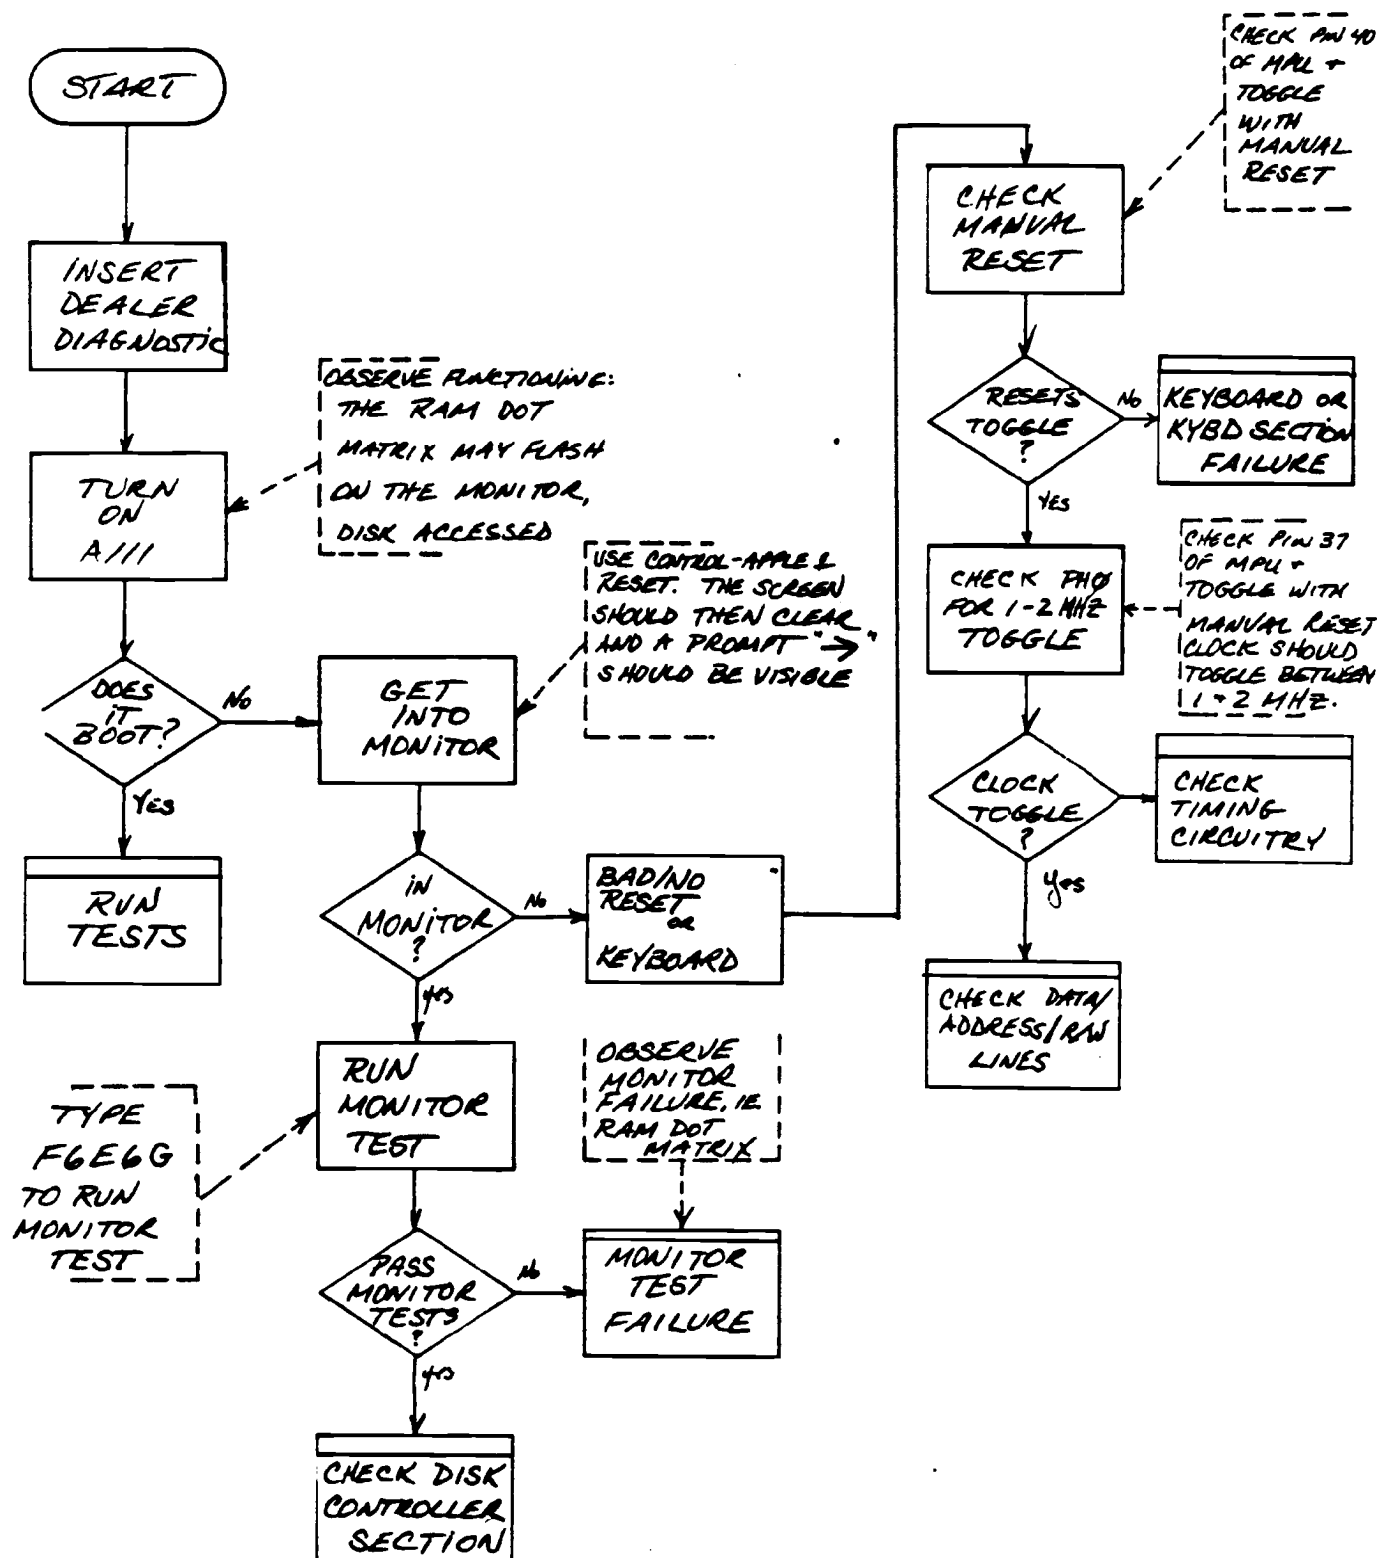 START
INSERT
DEALER
DIAGNOSTIC
TURN
ON
A///
OBSERVE FUNCTIONING:
THE RAM DOT
MATRIX MAY FLASH
ON THE MONITOR,
DISK ACCESSED
DOES
IT
BOOT?
No
YES
RUN
TESTS
GET
INTO
MONITOR
USE CONTROL-APPLE 1
RESET. THE SCREEN
SHOULD THEN CLEAR
AND A PROMPT "→"
SHOULD BE VISIBLE
IN
MONITOR
?
No
yes
BAD/NO
RESET
OR
KEYBOARD
RUN
MONITOR
TEST
TYPE
F6E6G
TO RUN
MONITOR
TEST
PASS
MONITOR
TESTS
?
No
yes
OBSERVE
MONITOR
FAILURE, IE
RAM DOT
MATRIX
MONITOR
TEST
FAILURE
CHECK DISK
CONTROLLER
SECTION
CHECK MANUAL
RESET
CHECK PIN 40
OF MPU +
TOGGLE
WITH
MANUAL
RESET
RESETS
TOGGLE
?
No
YES
KEYBOARD OR
KYBD SECTION
FAILURE
CHECK PHØ
FOR 1-2 MHZ
TOGGLE
CHECK PIN 37
OF MPU +
TOGGLE WITH
MANUAL RESET
CLOCK SHOULD
TOGGLE BETWEEN
1 + 2 MHZ.
CLOCK
TOGGLE
?
Yes
CHECK
TIMING
CIRCUITRY
CHECK DATA/
ADDRESS/RW
LINES